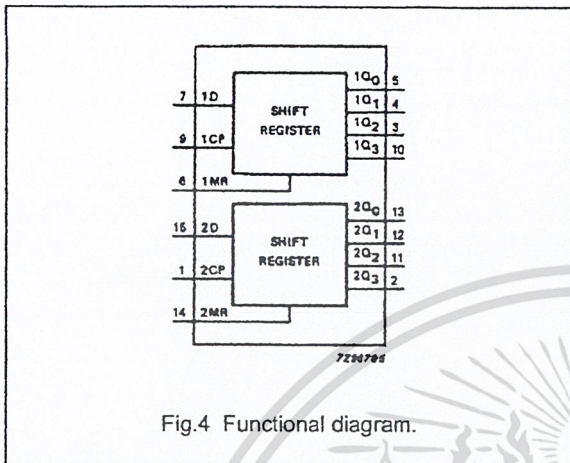 1Q0 5
7 1D
SHIFT
REGISTER
1Q1 4
1Q2 3
9 1CP
1Q3 10
6 1MR
2Q0 13
15 2D
SHIFT
REGISTER
2Q1 12
2Q2 11
1 2CP
2Q3 2
14 2MR
Fig.4 Functional diagram.